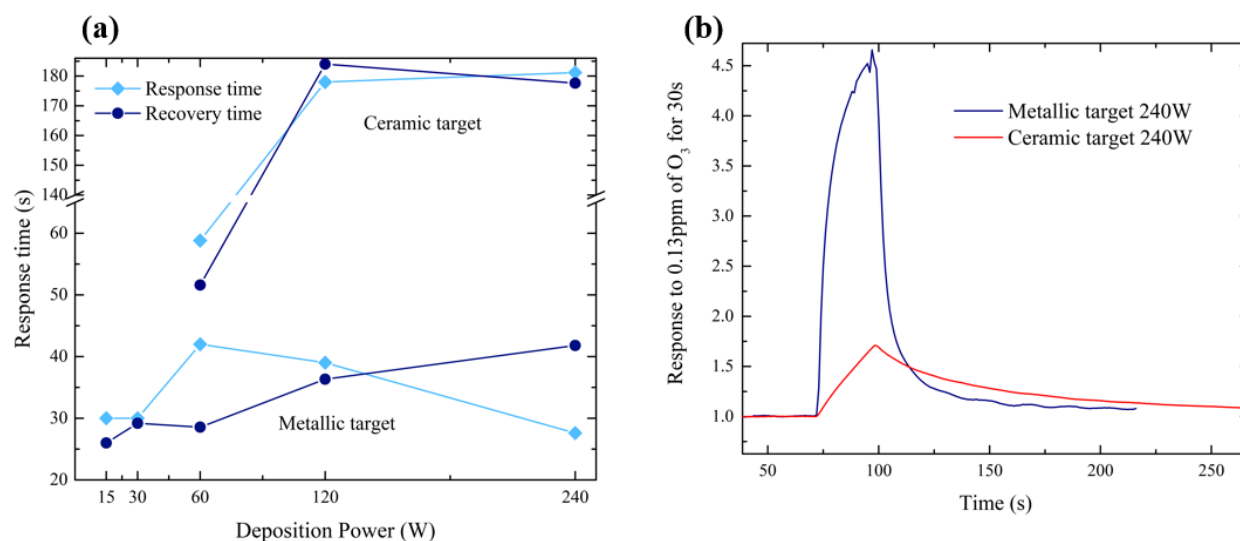 (a)
Response time
Recovery time
Ceramic target
Metallic target
180
170
160
150
140
60
50
40
30
20
Response time (s)
15
30
60
120
240
Deposition Power (W)
(b)
Metallic target 240W
Ceramic target 240W
4.5
4.0
3.5
3.0
2.5
2.0
1.5
1.0
Response to 0.13ppm of O₃ for 30s
50
100
150
200
250
Time (s)